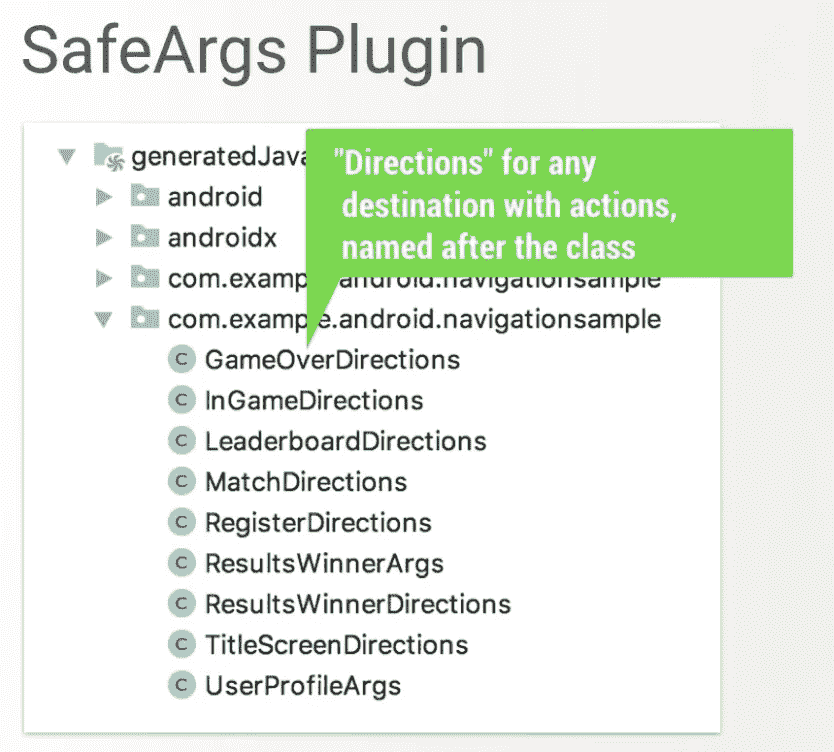 SafeArgs Plugin
generatedJava
"Directions" for any
destination with actions,
named after the class
android
androidx
com.example.android.navigationsample
com.example.android.navigationsample
GameOverDirections
InGameDirections
LeaderboardDirections
MatchDirections
RegisterDirections
ResultsWinnerArgs
ResultsWinnerDirections
TitleScreenDirections
UserProfileArgs